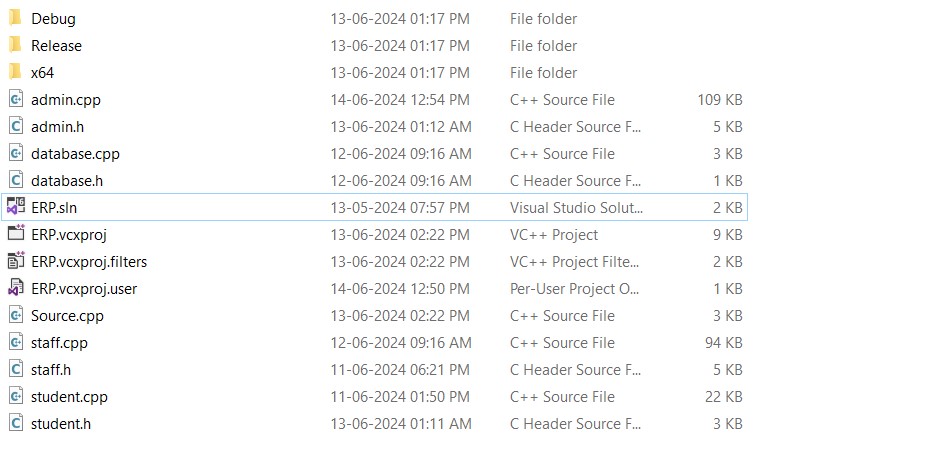 Debug 13-06-2024 01:17 PM File folder
Release 13-06-2024 01:17 PM File folder
x64 13-06-2024 01:17 PM File folder
admin.cpp 14-06-2024 12:54 PM C++ Source File 109 KB
admin.h 13-06-2024 01:12 AM C Header Source F... 5 KB
database.cpp 12-06-2024 09:16 AM C++ Source File 3 KB
database.h 12-06-2024 09:16 AM C Header Source F... 1 KB
ERP.sln 13-05-2024 07:57 PM Visual Studio Solut... 2 KB
ERP.vcxproj 13-06-2024 02:22 PM VC++ Project 9 KB
ERP.vcxproj.filters 13-06-2024 02:22 PM VC++ Project Filte... 2 KB
ERP.vcxproj.user 14-06-2024 12:50 PM Per-User Project O... 1 KB
Source.cpp 13-06-2024 02:22 PM C++ Source File 3 KB
staff.cpp 12-06-2024 09:16 AM C++ Source File 94 KB
staff.h 11-06-2024 06:21 PM C Header Source F... 5 KB
student.cpp 11-06-2024 01:50 PM C++ Source File 22 KB
student.h 13-06-2024 01:11 AM C Header Source F... 3 KB